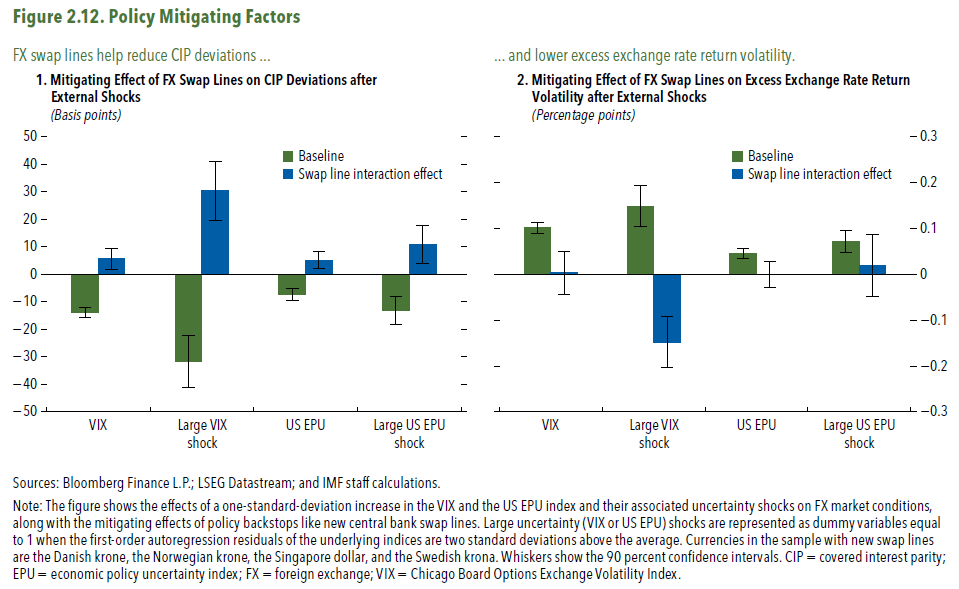 Figure 2.12. Policy Mitigating Factors
FX swap lines help reduce CIP deviations ...
1. Mitigating Effect of FX Swap Lines on CIP Deviations after
External Shocks
(Basis points)
50
40
30
20
10
0
−10
−20
−30
−40
−50
Baseline
Swap line interaction effect
VIX
Large VIX
shock
US EPU
Large US EPU
shock
... and lower excess exchange rate return volatility.
2. Mitigating Effect of FX Swap Lines on Excess Exchange Rate Return
Volatility after External Shocks
(Percentage points)
Baseline
Swap line interaction effect
0.3
0.2
0.1
0
−0.1
−0.2
−0.3
VIX
Large VIX
shock
US EPU
Large US EPU
shock
Sources: Bloomberg Finance L.P.; LSEG Datastream; and IMF staff calculations.
Note: The figure shows the effects of a one-standard-deviation increase in the VIX and the US EPU index and their associated uncertainty shocks on FX market conditions,
along with the mitigating effects of policy backstops like new central bank swap lines. Large uncertainty (VIX or US EPU) shocks are represented as dummy variables equal
to 1 when the first-order autoregression residuals of the underlying indices are two standard deviations above the average. Currencies in the sample with new swap lines
are the Danish krone, the Norwegian krone, the Singapore dollar, and the Swedish krona. Whiskers show the 90 percent confidence intervals. CIP = covered interest parity;
EPU = economic policy uncertainty index; FX = foreign exchange; VIX = Chicago Board Options Exchange Volatility Index.